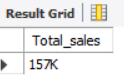 Result Grid
Total_sales
157K